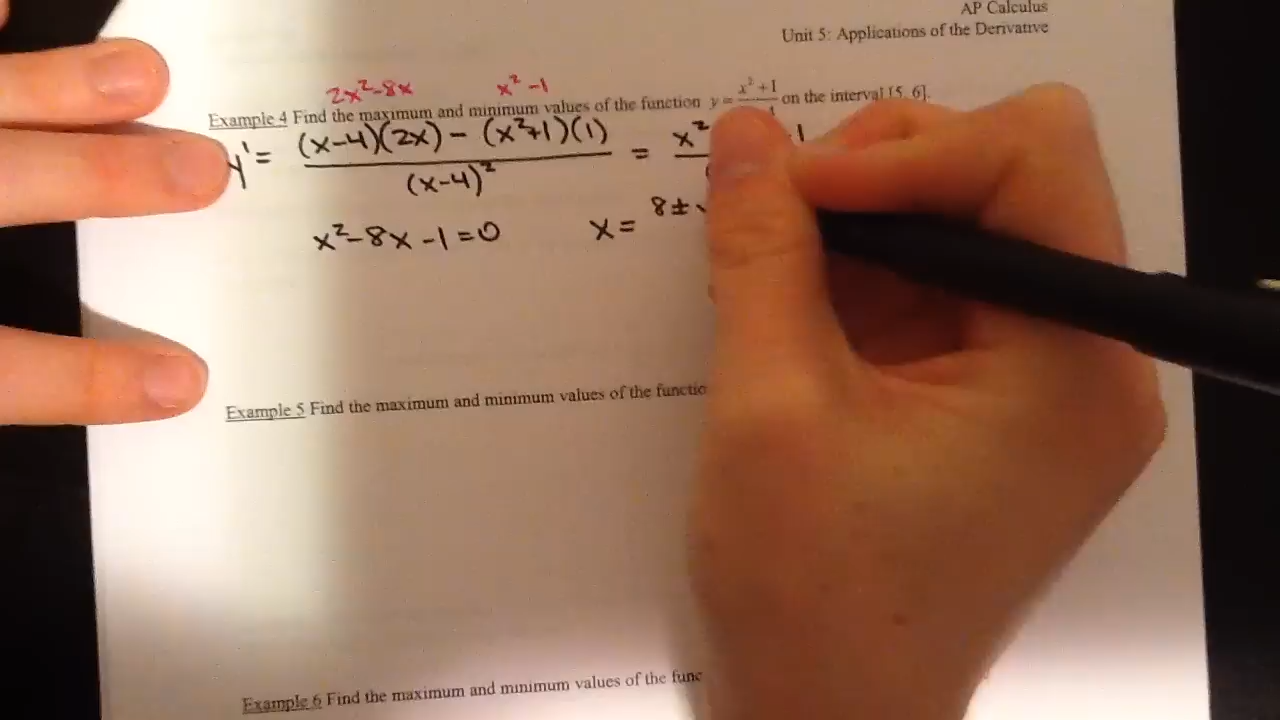 AP Calculus
Unit 5: Applications of the Derivative
2x²-8x x² -1
Example 4 Find the maximum and minimum values of the function y = x² + 1 / 4 on the interval [5, 6].
y' = (x-4)(2x) - (x²+1)(1) / (x-4)² = x² 1
x²-8x-1=0 x= 8±
Example 5 Find the maximum and minimum values of the
Example 6 Find the maximum and minimum values of the